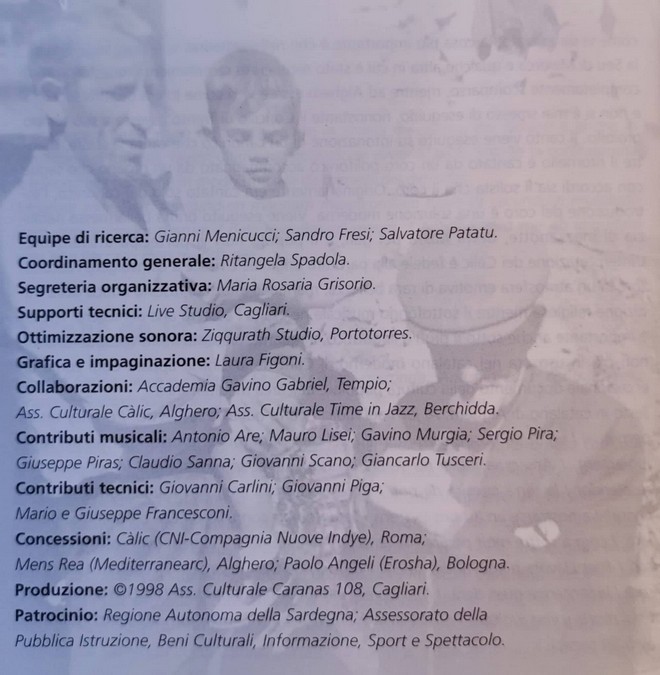 Equìpe di ricerca: Gianni Menicucci; Sandro Fresi; Salvatore Patatu.
Coordinamento generale: Ritangela Spadola.
Segreteria organizzativa: Maria Rosaria Grisorio.
Supporti tecnici: Live Studio, Cagliari.
Ottimizzazione sonora: Ziqqurath Studio, Portotorres.
Grafica e impaginazione: Laura Figoni.
Collaborazioni: Accademia Gavino Gabriel, Tempio;
Ass. Culturale Càlic, Alghero; Ass. Culturale Time in Jazz, Berchidda.
Contributi musicali: Antonio Are; Mauro Lisei; Gavino Murgia; Sergio Pira;
Giuseppe Piras; Claudio Sanna; Giovanni Scano; Giancarlo Tusceri.
Contributi tecnici: Giovanni Carlini; Giovanni Piga;
Mario e Giuseppe Francesconi.
Concessioni: Càlic (CNI-Compagnia Nuove Indye), Roma;
Mens Rea (Mediterranearc), Alghero; Paolo Angeli (Erosha), Bologna.
Produzione: ©1998 Ass. Culturale Caranas 108, Cagliari.
Patrocinio: Regione Autonoma della Sardegna; Assessorato della
Pubblica Istruzione, Beni Culturali, Informazione, Sport e Spettacolo.